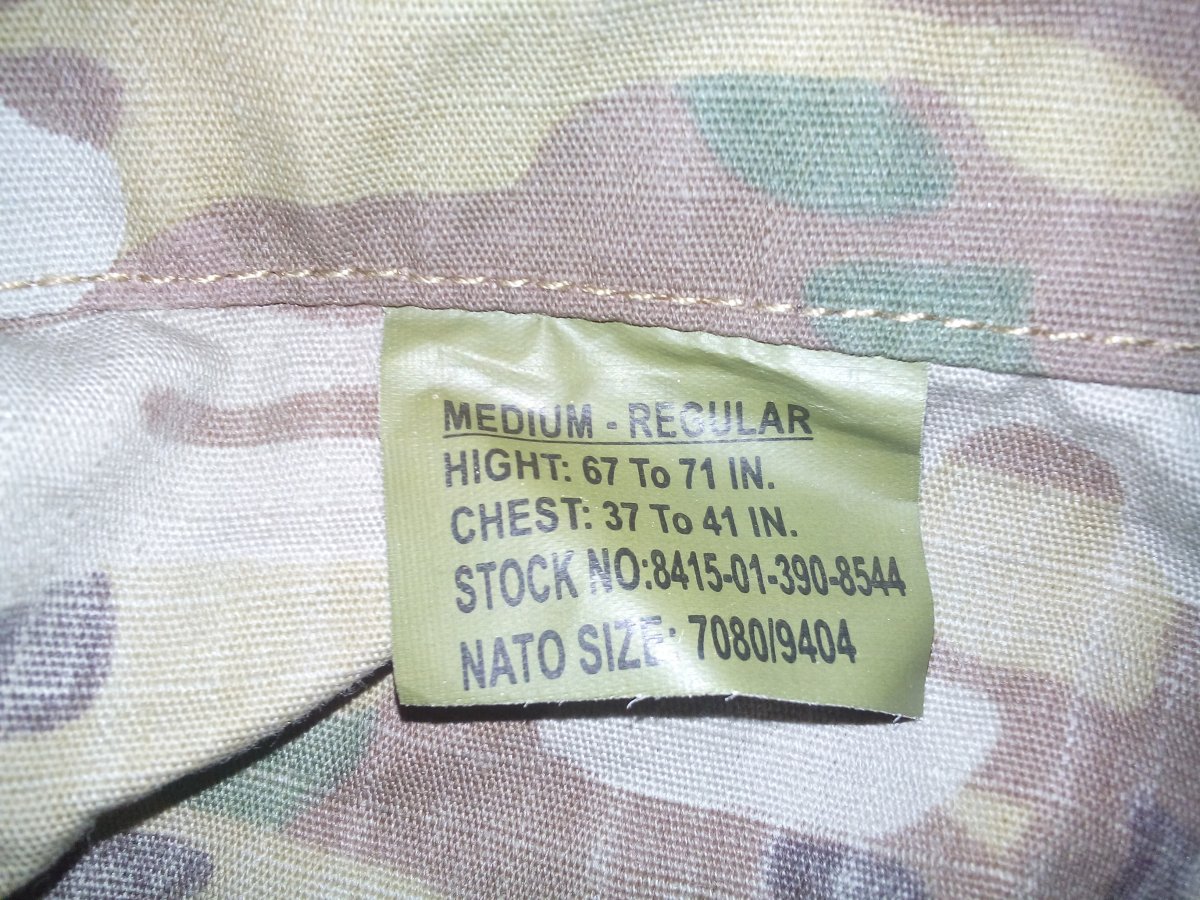 MEDIUM - REGULAR
HIGHT: 67 To 71 IN.
CHEST: 37 To 41 IN.
STOCK NO:8415-01-390-8544
NATO SIZE: 7080/9404